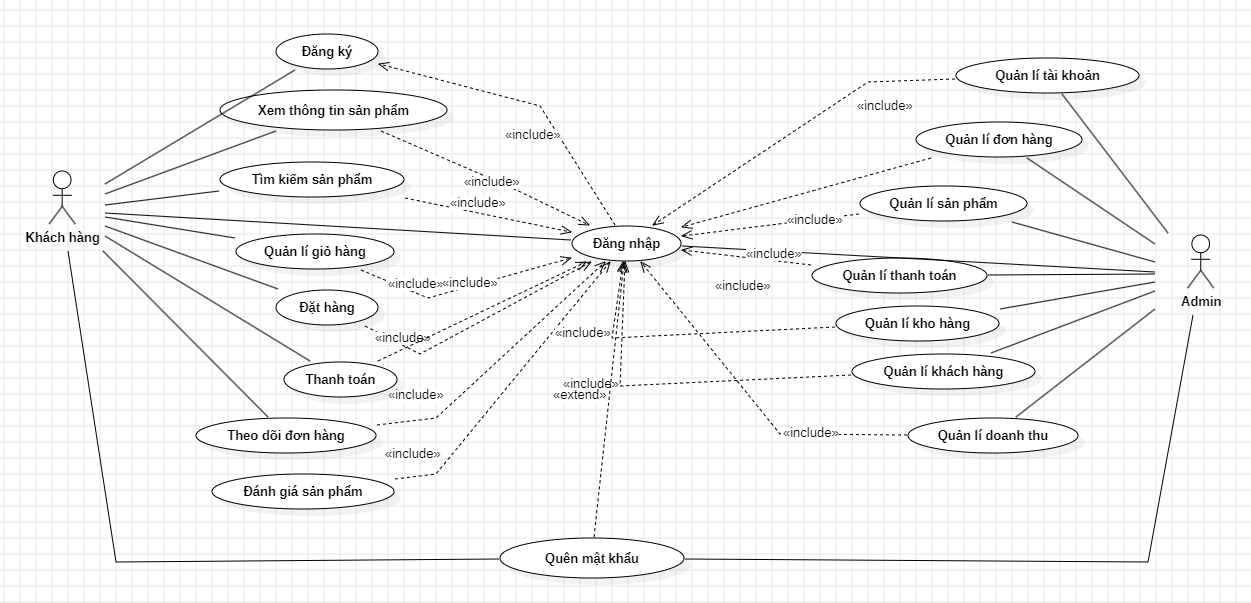 Đăng ký
Quản lí tài khoản
«include»
Xem thông tin sản phẩm
«include»
Quản lí đơn hàng
Tìm kiếm sản phẩm
«include»
«include»
Quản lí sản phẩm
«include»
Khách hàng
Đăng nhập
Quản lí giỏ hàng
«include»
Quản lí thanh toán
«include»
«include»
«include»
Admin
Đặt hàng
Quản lí kho hàng
«include»
«include»
Thanh toán
Quản lí khách hàng
«include»
«extend»
«include»
Theo dõi đơn hàng
«include»
Quản lí doanh thu
«include»
Đánh giá sản phẩm
Quên mật khẩu